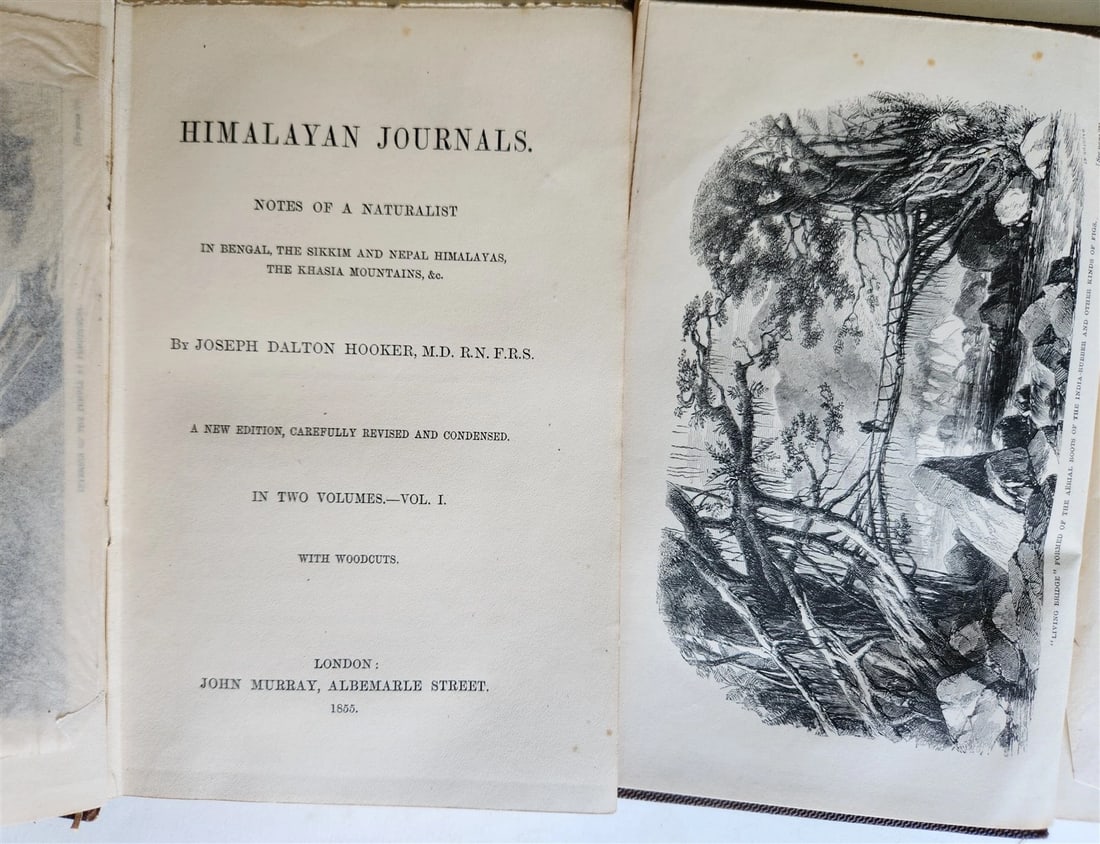 HIMALAYAN JOURNALS.
NOTES OF A NATURALIST
IN BENGAL, THE SIKKIM AND NEPAL HIMALAYAS,
THE KHASIA MOUNTAINS, &c.
By JOSEPH DALTON HOOKER, M.D. R.N. F.R.S.
A NEW EDITION, CAREFULLY REVISED AND CONDENSED.
IN TWO VOLUMES.—VOL. I.
WITH WOODCUTS.
LONDON:
JOHN MURRAY, ALBEMARLE STREET.
1855.
"LIVING BRIDGE" FORMED OF THE AËRIAL ROOTS OF THE INDIA-RUBBER AND OTHER KINDS OF FIGS.